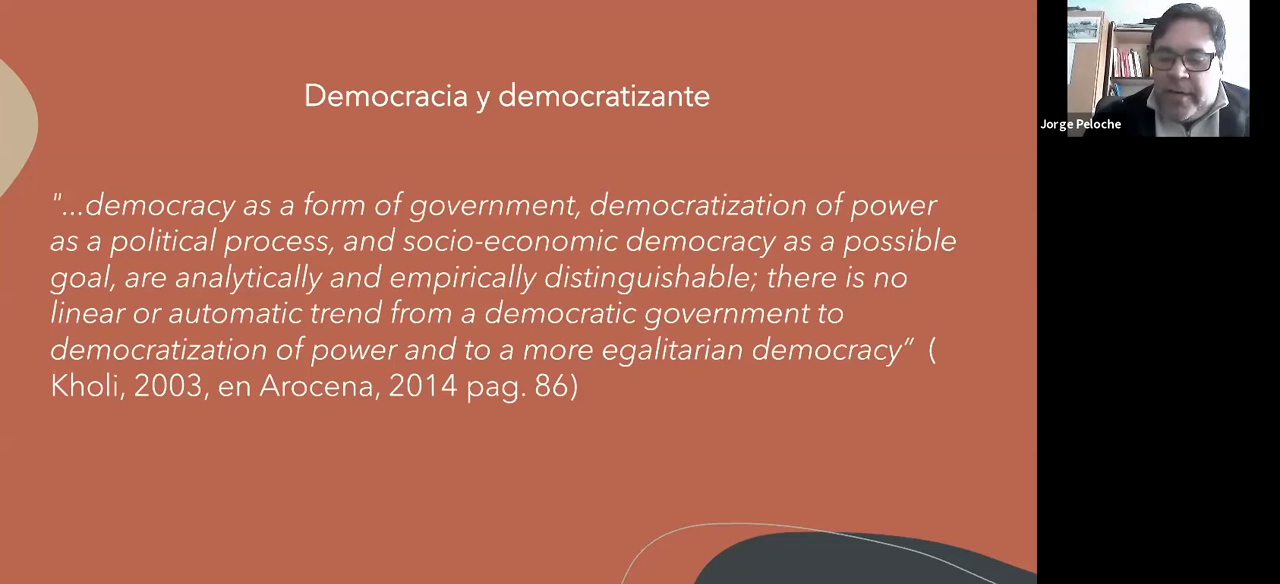 Democracia y democratizante
"...democracy as a form of government, democratization of power
as a political process, and socio-economic democracy as a possible
goal, are analytically and empirically distinguishable; there is no
linear or automatic trend from a democratic government to
democratization of power and to a more egalitarian democracy” (
Kholi, 2003, en Arocena, 2014 pag. 86)
Jorge Peloche